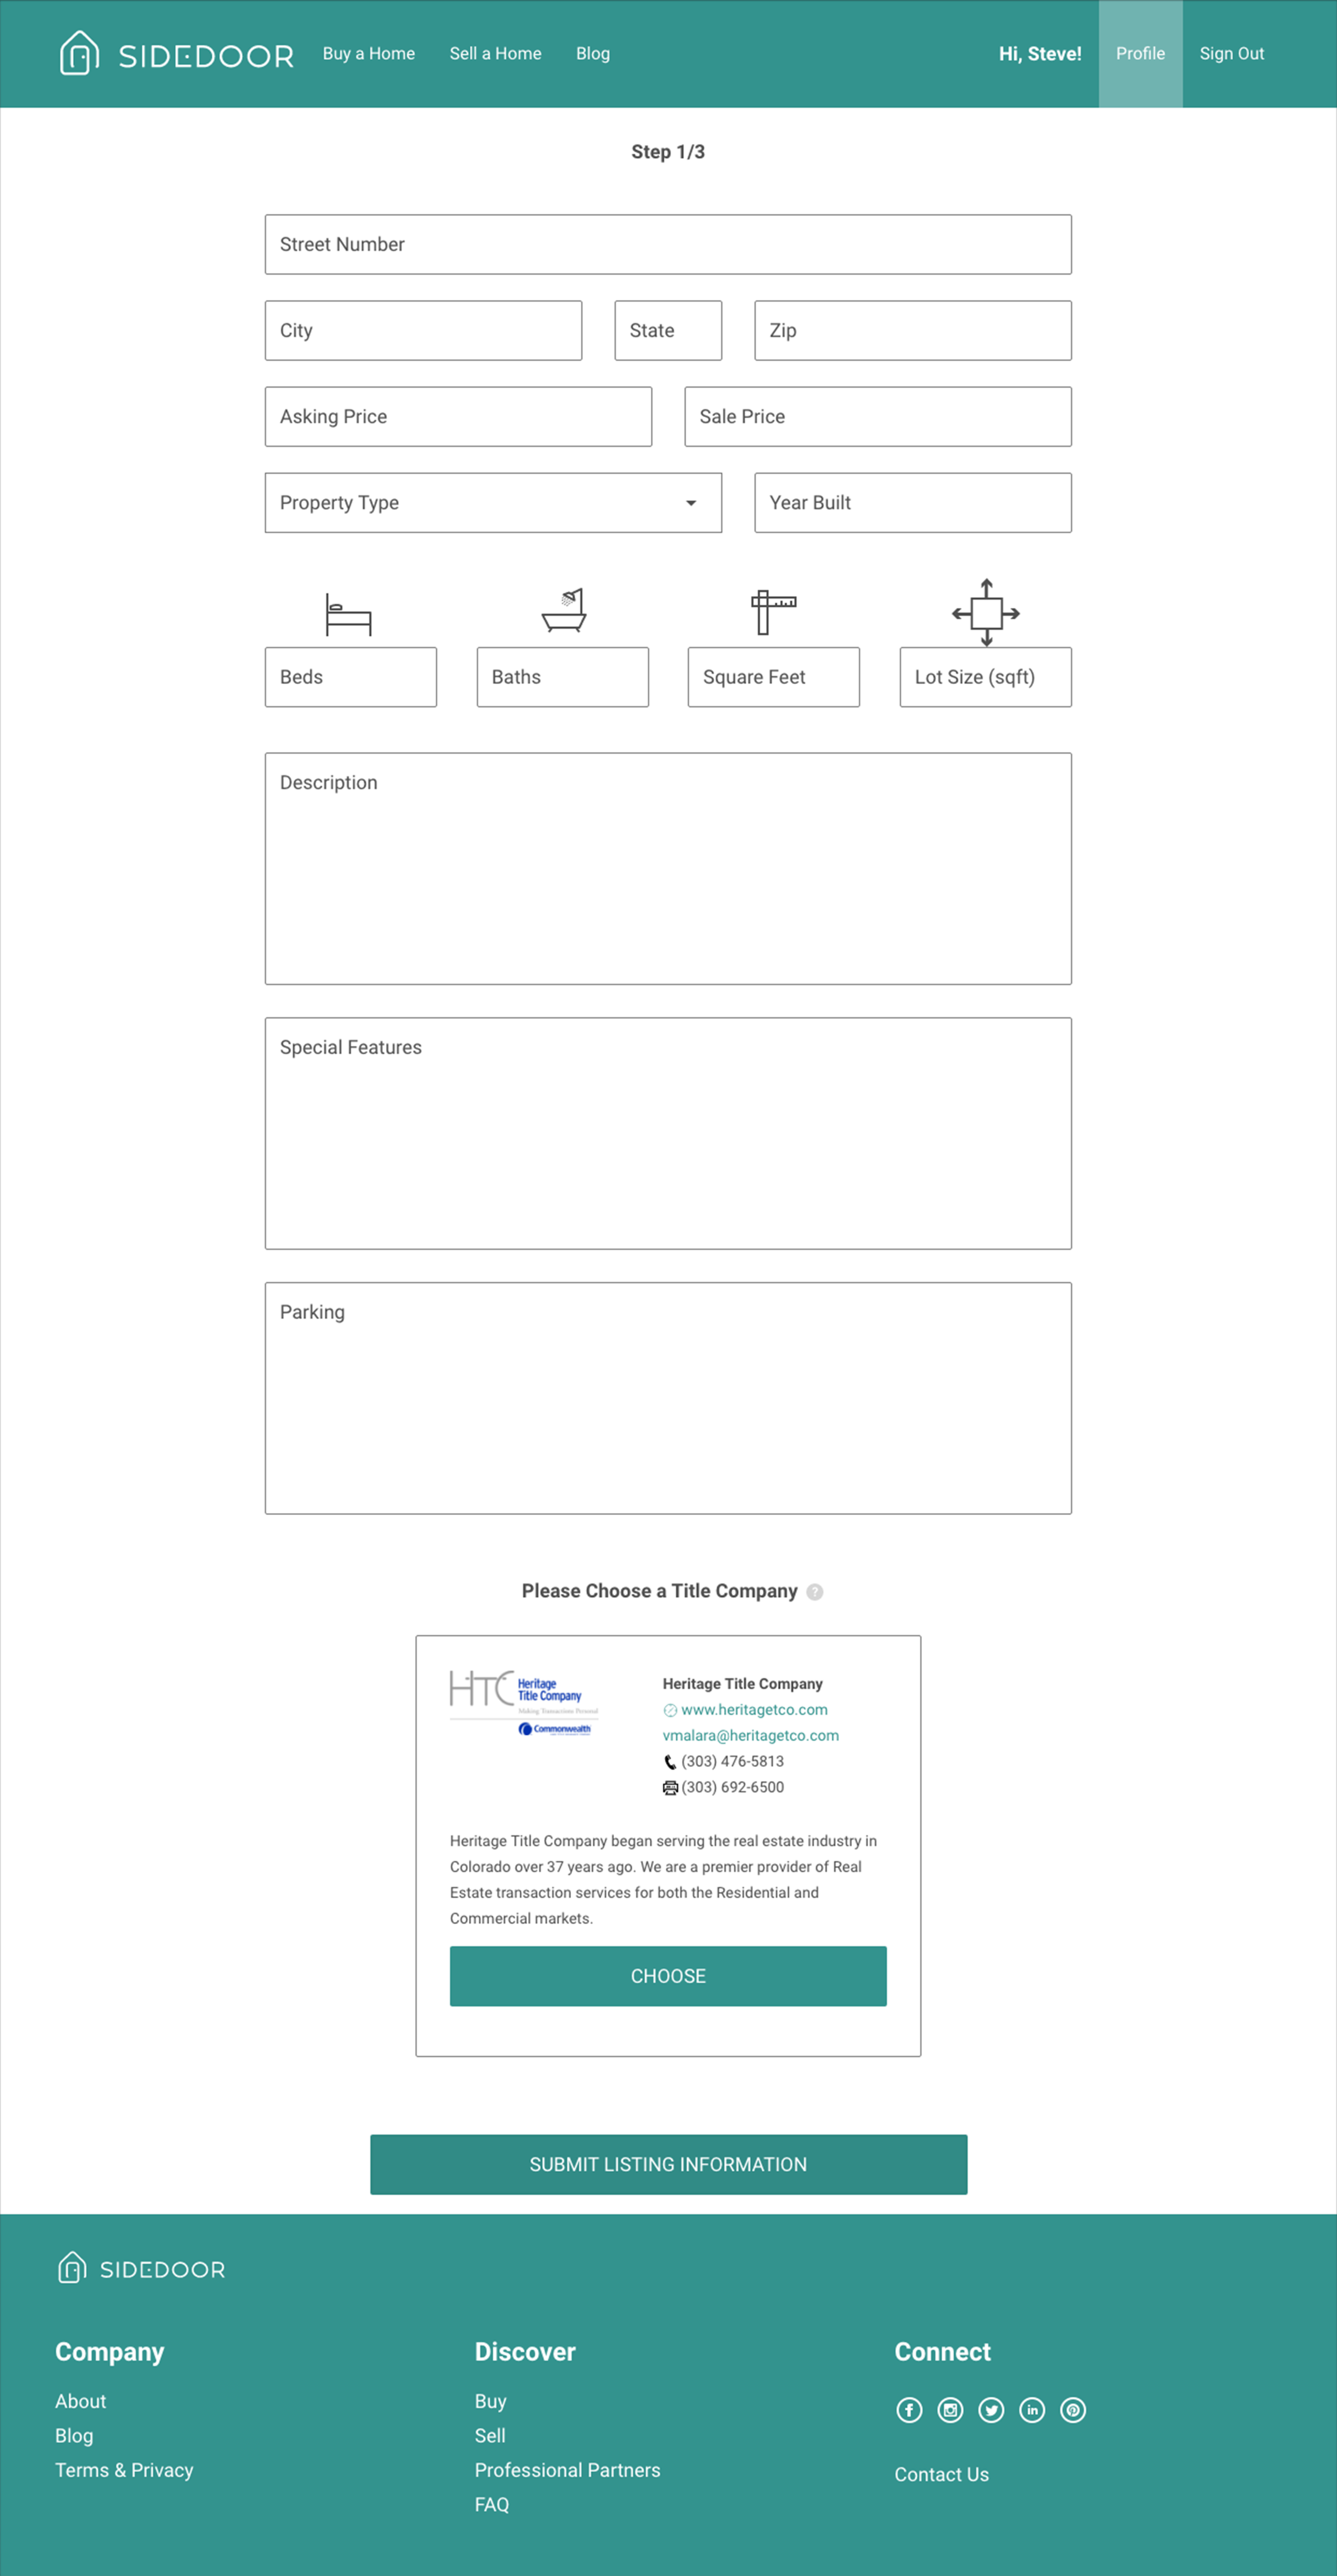 SIDEDOOR
Buy a Home
Sell a Home
Blog
Hi, Steve!
Profile
Sign Out
Step 1/3
Street Number
City
State
Zip
Asking Price
Sale Price
Property Type
Year Built
Beds
Baths
Square Feet
Lot Size (sqft)
Description
Special Features
Parking
Please Choose a Title Company ?
HTC
Heritage
Title Company
Making Transactions Personal
Commonwealth
Heritage Title Company
www.heritagetco.com
vmalara@heritagetco.com
(303) 476-5813
(303) 692-6500
Heritage Title Company began serving the real estate industry in
Colorado over 37 years ago. We are a premier provider of Real
Estate transaction services for both the Residential and
Commercial markets.
CHOOSE
SUBMIT LISTING INFORMATION
SIDEDOOR
Company
About
Blog
Terms & Privacy
Discover
Buy
Sell
Professional Partners
FAQ
Connect
Contact Us